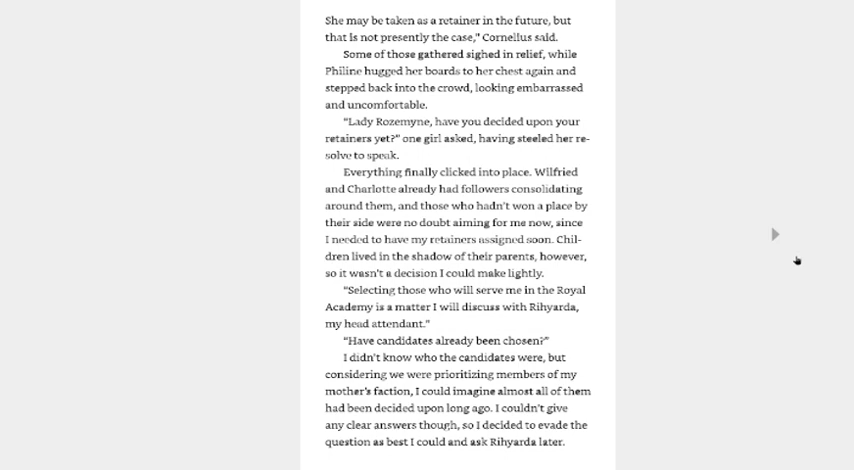 She may be taken as a retainer in the future, but
that is not presently the case," Cornelius said.
Some of those gathered sighed in relief, while
Philine hugged her boards to her chest again and
stepped back into the crowd, looking embarrassed
and uncomfortable.
"Lady Rozemyne, have you decided upon your
retainers yet?" one girl asked, having steeled her re-
solve to speak.
Everything finally clicked into place. Wilfried
and Charlotte already had followers consolidating
around them, and those who hadn't won a place by
their side were no doubt aiming for me now, since
I needed to have my retainers assigned soon. Chil-
dren lived in the shadow of their parents, however,
so it wasn't a decision I could make lightly.
"Selecting those who will serve me in the Royal
Academy is a matter I will discuss with Rihyarda,
my head attendant."
"Have candidates already been chosen?"
I didn't know who the candidates were, but
considering we were prioritizing members of my
mother's faction, I could imagine almost all of them
had been decided upon long ago. I couldn't give
any clear answers though, so I decided to evade the
question as best I could and ask Rihyarda later.